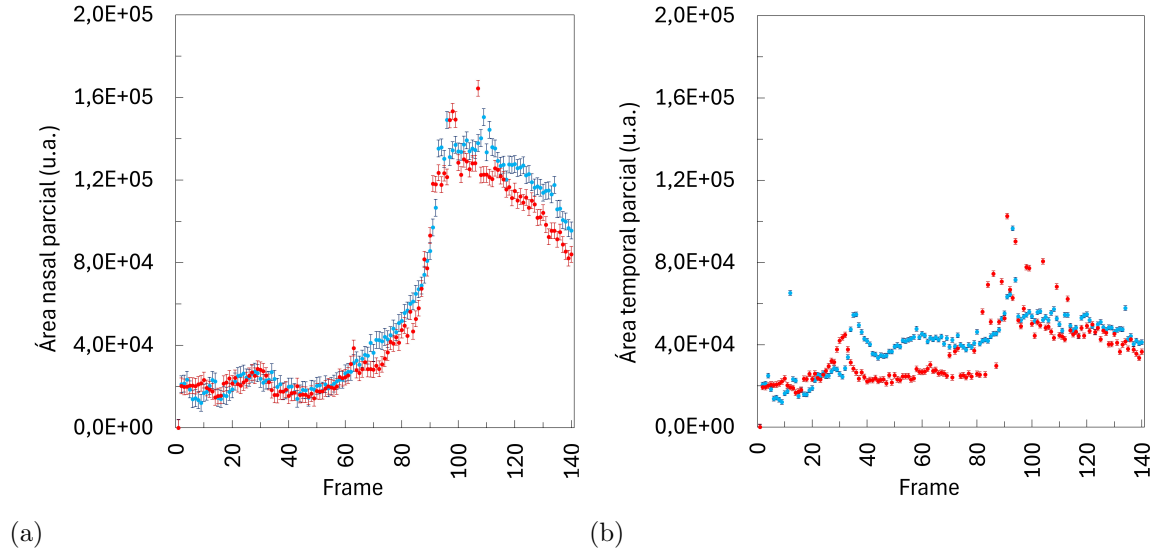 2,0E+05
1,6E+05
1,2E+05
8,0E+04
4,0E+04
0,0E+00
Área nasal parcial (u.a.)
0 20 40 60 80 100 120 140
Frame
(a)
2,0E+05
1,6E+05
1,2E+05
8,0E+04
4,0E+04
0,0E+00
Área temporal parcial (u.a.)
0 20 40 60 80 100 120 140
Frame
(b)